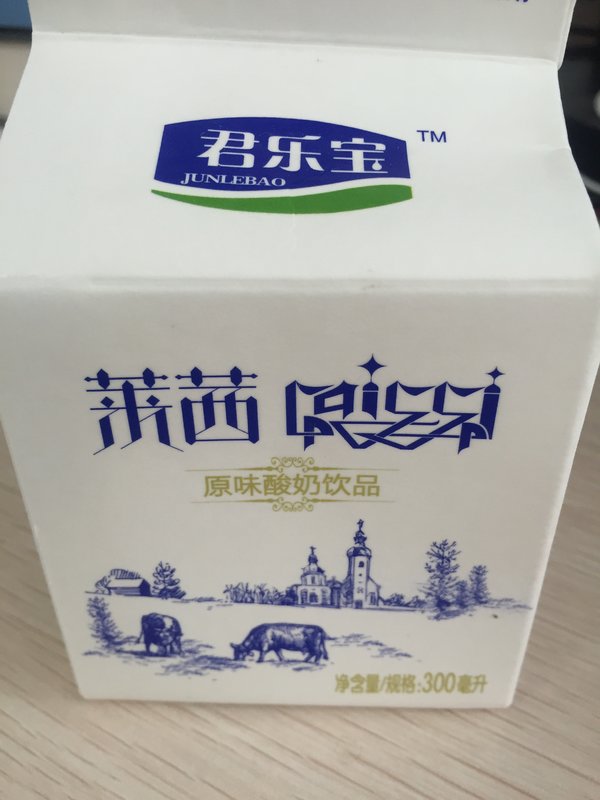 君乐宝 TM
JUNLEBAO
莱茜
原味酸奶饮品
净含量/规格:300毫升